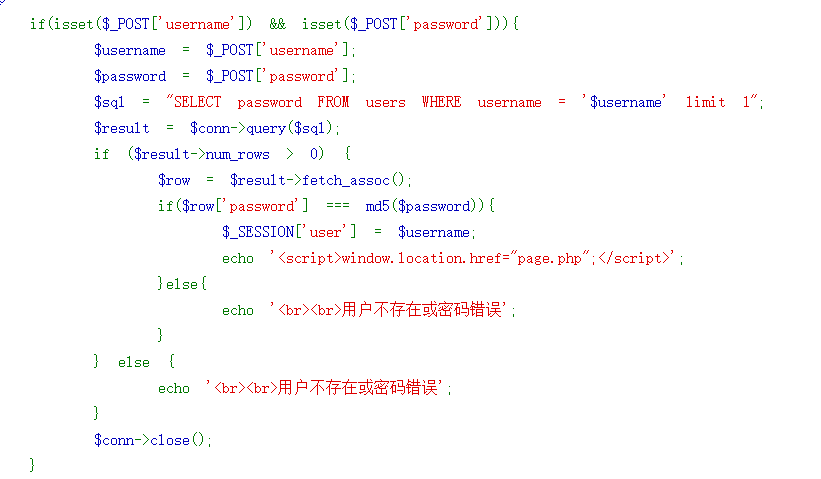 if(isset($_POST['username']) && isset($_POST['password'])){
$username = $_POST['username'];
$password = $_POST['password'];
$sql = "SELECT password FROM users WHERE username = '$username' limit 1";
$result = $conn->query($sql);
if ($result->num_rows > 0) {
$row = $result->fetch_assoc();
if($row['password'] === md5($password)){
$_SESSION['user'] = $username;
echo '<script>window.location.href="page.php";</script>';
}else{
echo '<br><br>用户不存在或密码错误';
}
} else {
echo '<br><br>用户不存在或密码错误';
}
$conn->close();
}